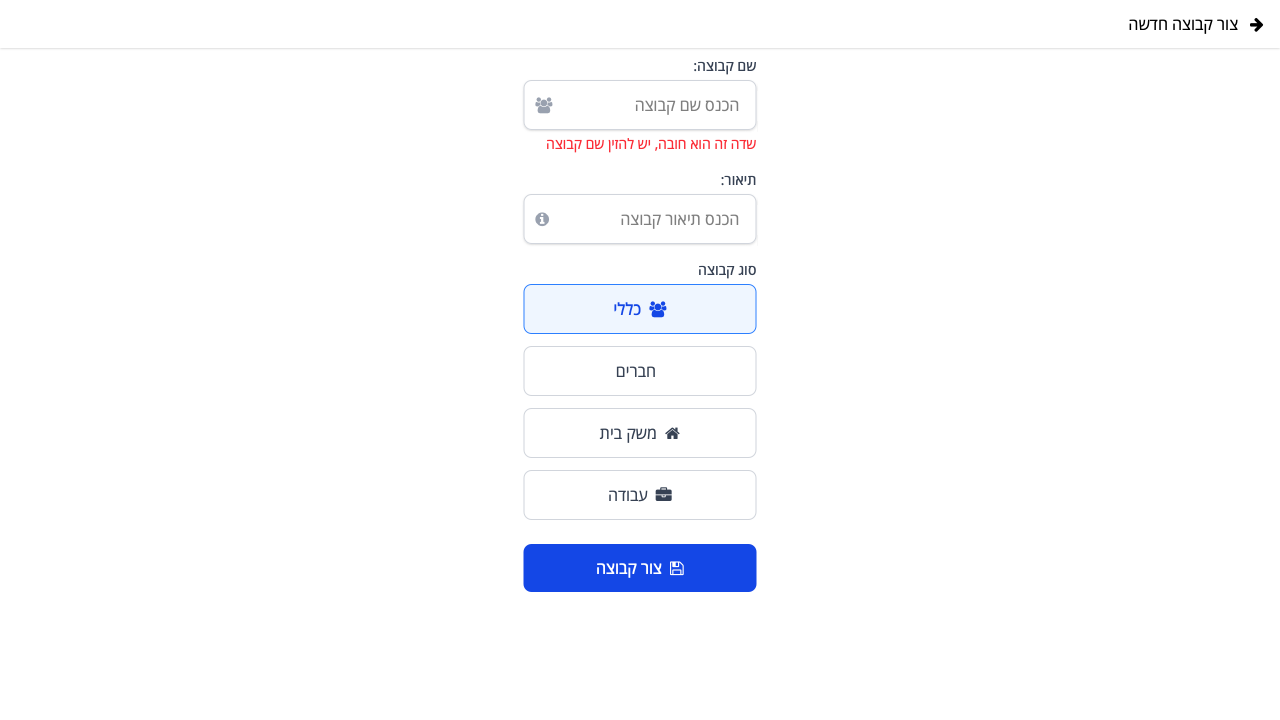 צור קבוצה חדשה
שם קבוצה:
הכנס שם קבוצה
שדה זה הוא חובה, יש להזין שם קבוצה
תיאור:
הכנס תיאור קבוצה
סוג קבוצה
כללי
חברים
משק בית
עבודה
צור קבוצה